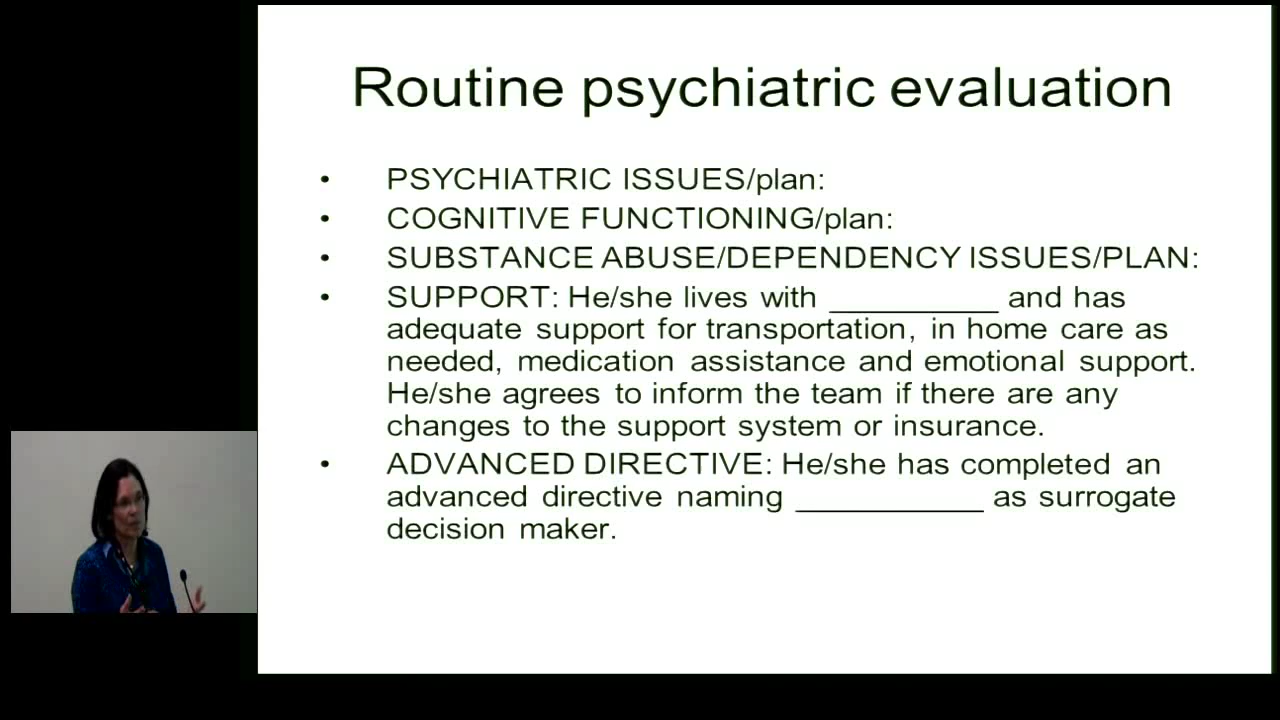 Routine psychiatric evaluation
• PSYCHIATRIC ISSUES/plan:
• COGNITIVE FUNCTIONING/plan:
• SUBSTANCE ABUSE/DEPENDENCY ISSUES/PLAN:
• SUPPORT: He/she lives with __________ and has
adequate support for transportation, in home care as
needed, medication assistance and emotional support.
He/she agrees to inform the team if there are any
changes to the support system or insurance.
• ADVANCED DIRECTIVE: He/she has completed an
advanced directive naming ___________ as surrogate
decision maker.